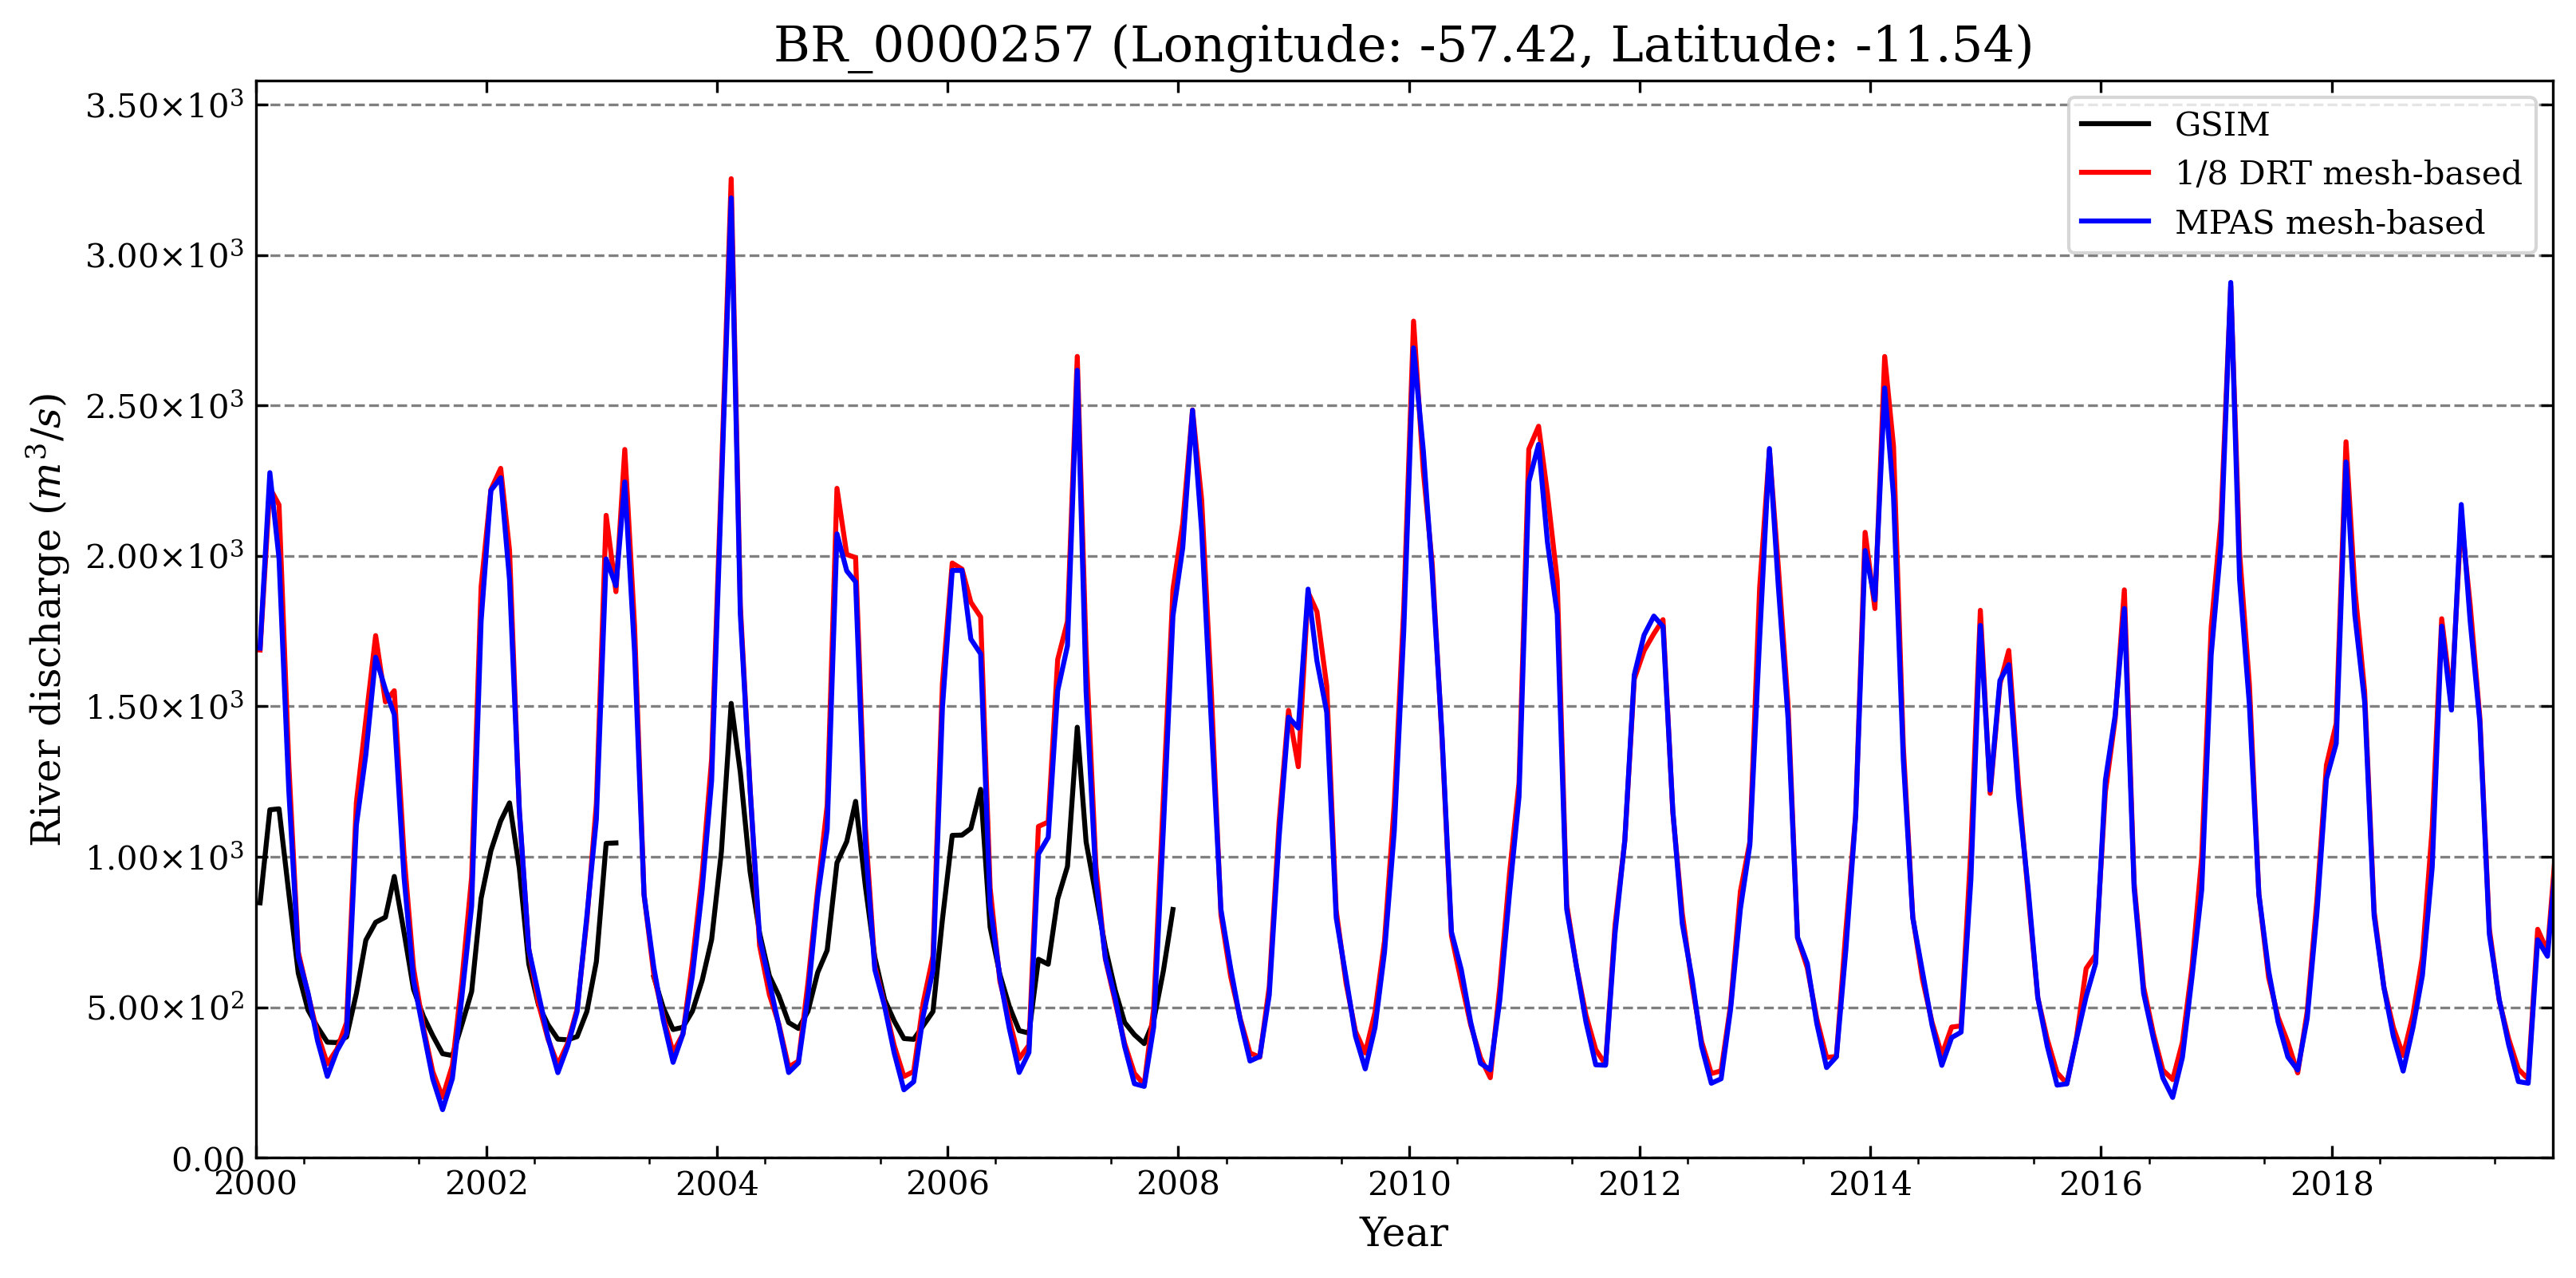 BR_0000257 (Longitude: -57.42, Latitude: -11.54)
3.50×10³
3.00×10³
2.50×10³
2.00×10³
1.50×10³
1.00×10³
5.00×10²
0.00
River discharge (m³/s)
GSIM
1/8 DRT mesh-based
MPAS mesh-based
2000 2002 2004 2006 2008 2010 2012 2014 2016 2018
Year